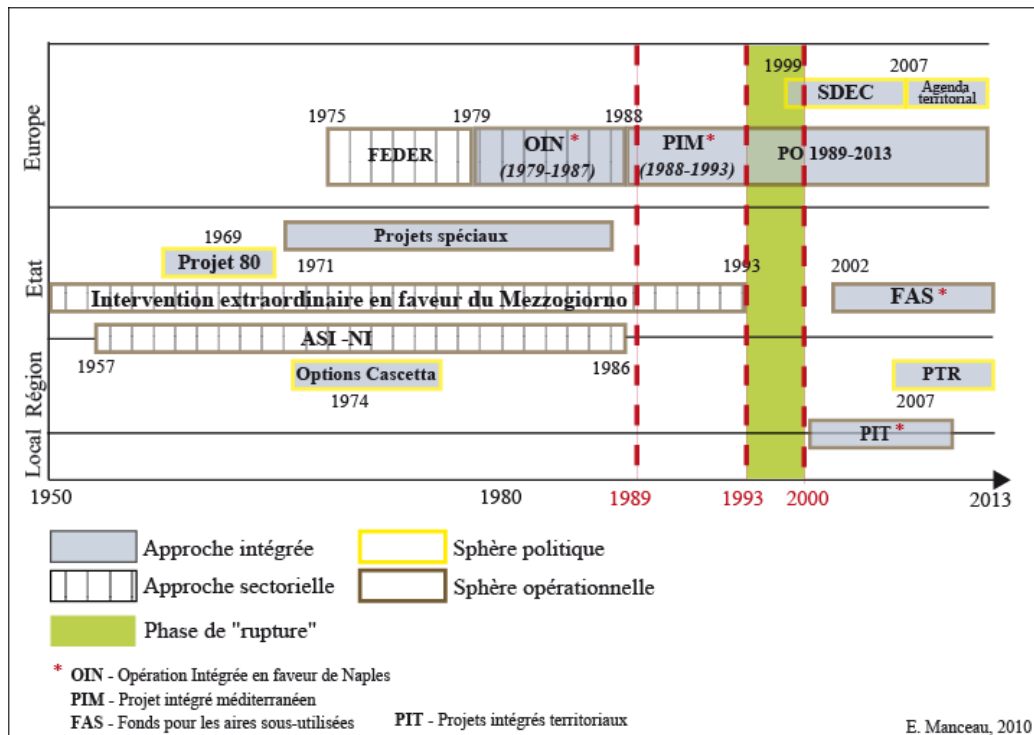 Europe
1999
2007
SDEC
Agenda
territorial
1975
1979
1988
FEDER
OIN *
(1979-1987)
PIM *
(1988-1993)
PO 1989-2013
Etat
Projets spéciaux
1969
Projet 80
1971
1993
2002
Intervention extraordinaire en faveur du Mezzogiorno
FAS *
Région
ASI -NI
1957
1986
Options Cascetta
1974
PTR
2007
Local
PIT *
1950
1980
1989
1993
2000
2013
Approche intégrée
Sphère politique
Approche sectorielle
Sphère opérationnelle
Phase de "rupture"
* OIN - Opération Intégrée en faveur de Naples
PIM - Projet intégré méditerranéen
FAS - Fonds pour les aires sous-utilisées
PIT - Projets intégrés territoriaux
E. Manceau, 2010